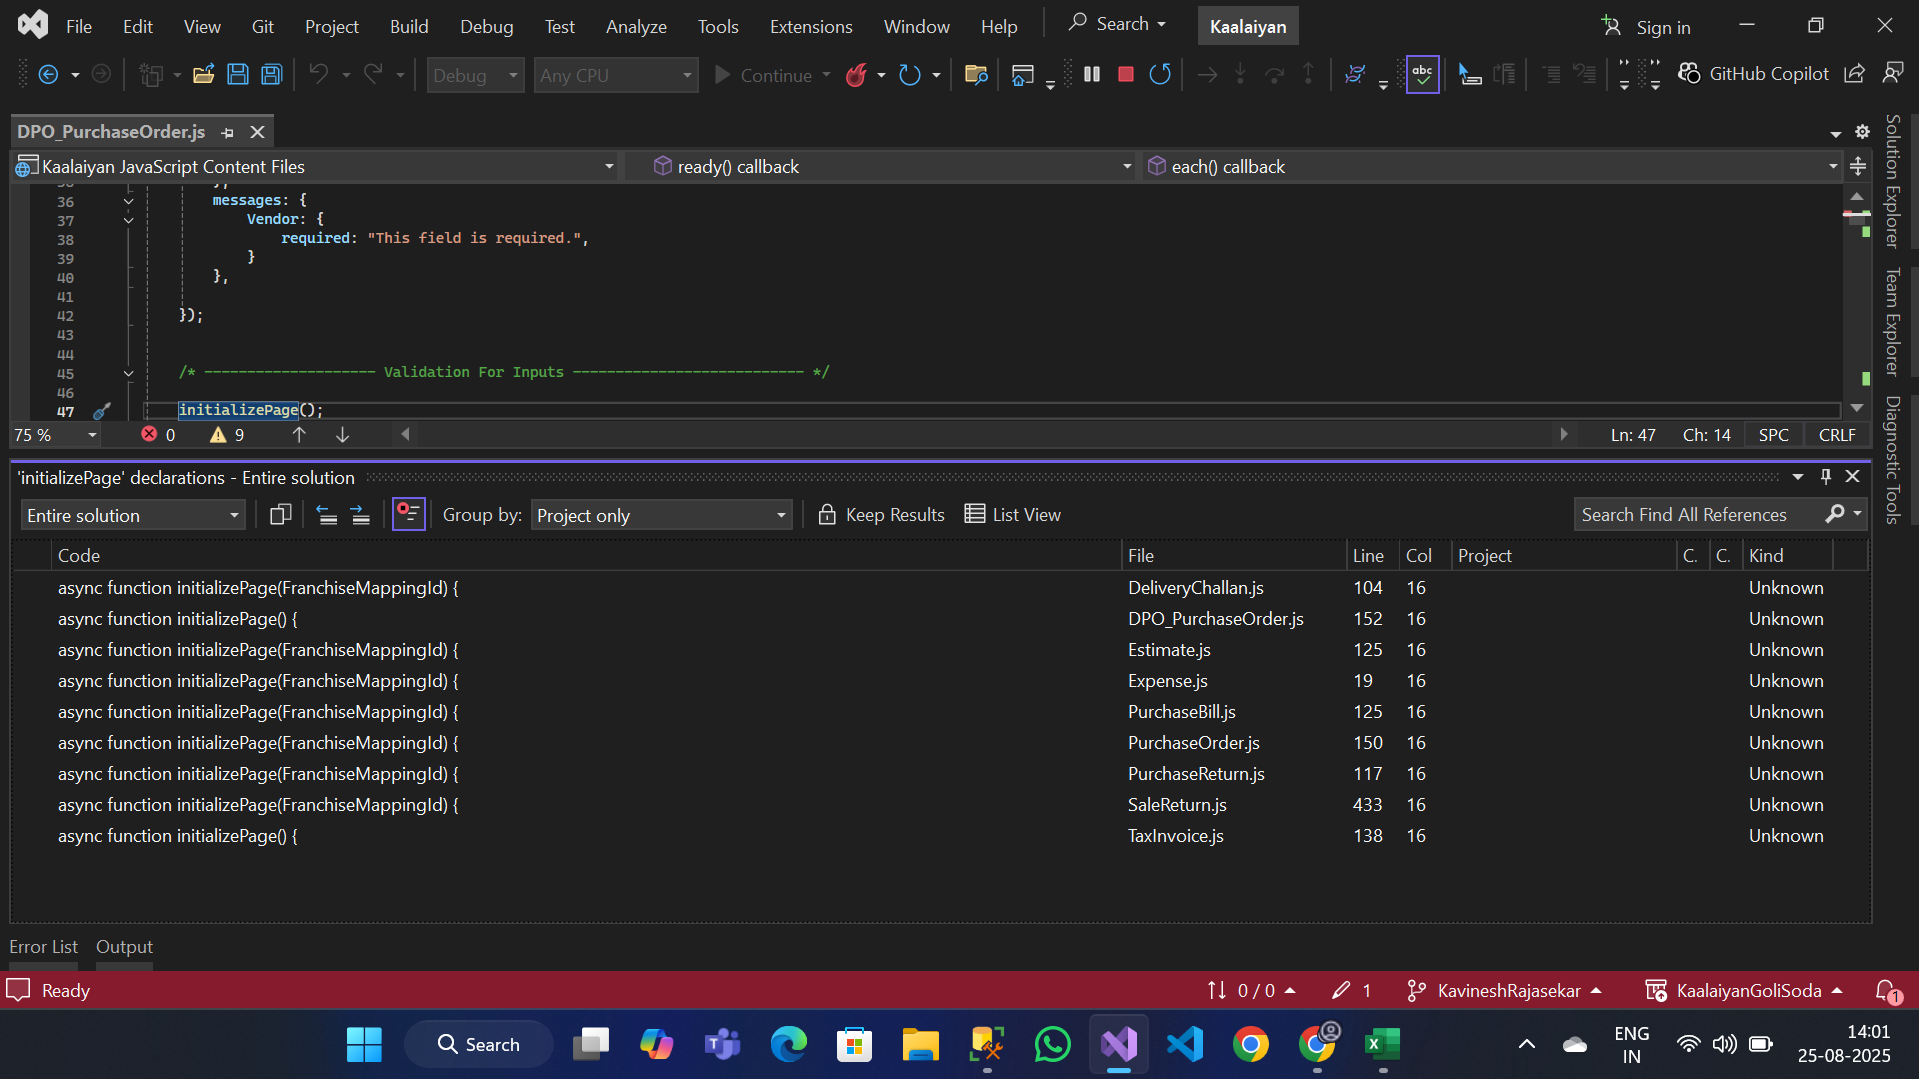 File Edit View Git Project Build Debug Test Analyze Tools Extensions Window Help Search Kaalaiyan Sign in
Debug Any CPU Continue abc GitHub Copilot
DPO_PurchaseOrder.js
Kaalaiyan JavaScript Content Files ready() callback each() callback
36 messages: {
37 Vendor: {
38 required: "This field is required.",
39 }
40 },
41
42 });
43
44
45 /* -------------------- Validation For Inputs --------------------------- */
46
47 initializePage();
75 % 0 9 Ln: 47 Ch: 14 SPC CRLF
'initializePage' declarations - Entire solution
Entire solution Group by: Project only Keep Results List View Search Find All References
Code File Line Col Project C. C. Kind
async function initializePage(FranchiseMappingId) { DeliveryChallan.js 104 16 Unknown
async function initializePage() { DPO_PurchaseOrder.js 152 16 Unknown
async function initializePage(FranchiseMappingId) { Estimate.js 125 16 Unknown
async function initializePage(FranchiseMappingId) { Expense.js 19 16 Unknown
async function initializePage(FranchiseMappingId) { PurchaseBill.js 125 16 Unknown
async function initializePage(FranchiseMappingId) { PurchaseOrder.js 150 16 Unknown
async function initializePage(FranchiseMappingId) { PurchaseReturn.js 117 16 Unknown
async function initializePage(FranchiseMappingId) { SaleReturn.js 433 16 Unknown
async function initializePage() { TaxInvoice.js 138 16 Unknown
Solution Explorer
Team Explorer
Diagnostic Tools
Error List Output
Ready 0 / 0 1 KavineshRajasekar KaalaiyanGoliSoda 1
Search ENG 14:01
IN 25-08-2025